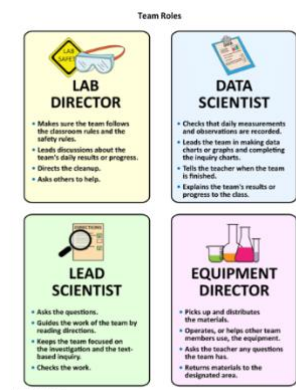 Team Roles
LAB
SAFETY
LAB
DIRECTOR
• Makes sure the team follows
the classroom rules and the
safety rules.
• Leads discussions about the
team's daily results or progress.
• Directs the cleanup.
• Asks others to help.
DATA
SCIENTIST
• Checks that daily measurements
and observations are recorded.
• Leads the team in making data
charts or graphs and completing
the inquiry charts.
• Tells the teacher when the team
is finished.
• Explains the team's results or
progress to the class.
DIRECTIONS
LEAD
SCIENTIST
• Asks the questions.
• Guides the work of the team by
reading directions.
• Keeps the team focused on
the investigation and the text-
based inquiry.
• Checks the work.
EQUIPMENT
DIRECTOR
• Picks up and distributes
the materials.
• Operates, or helps other team
members use, the equipment.
• Asks the teacher any questions
the team has.
• Returns materials to the
designated area.